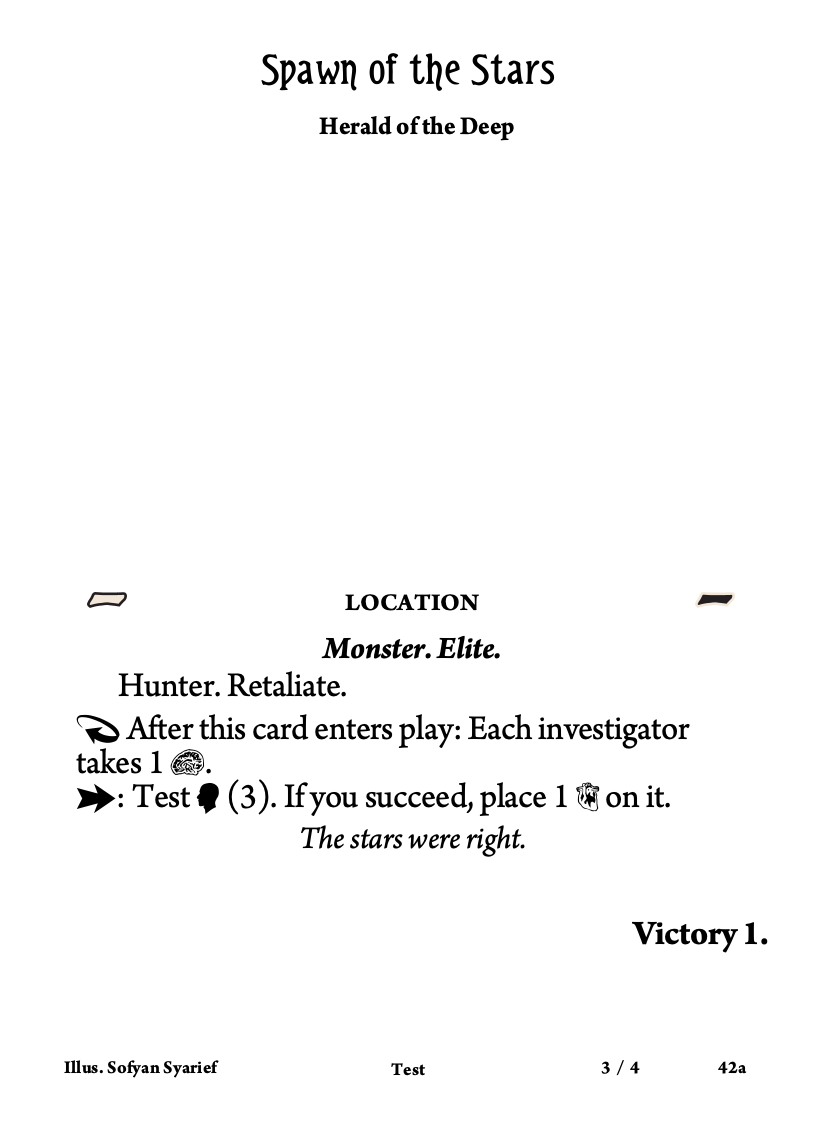 Spawn of the Stars
Herald of the Deep
LOCATION
Monster. Elite.
Hunter. Retaliate.
After this card enters play: Each investigator
takes 1 .
: Test (3). If you succeed, place 1 on it.
The stars were right.
Victory 1.
Illus. Sofyan Syarief Test 3 / 4 42a